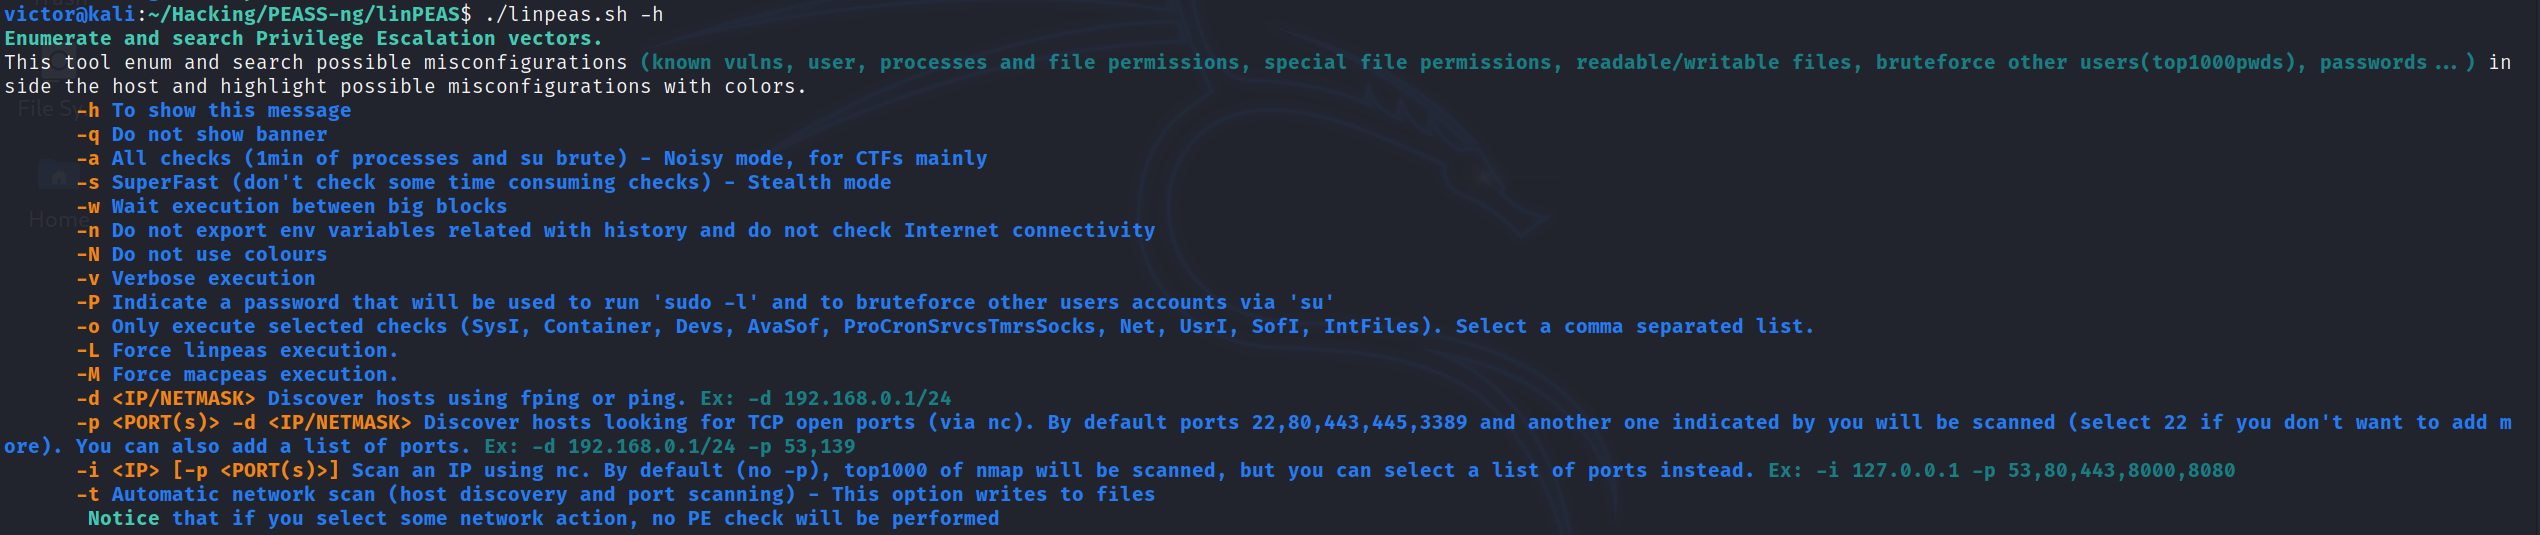 victor@kali:~/Hacking/PEASS-ng/linPEAS$ ./linpeas.sh -h
Enumerate and search Privilege Escalation vectors.
This tool enum and search possible misconfigurations (known vulns, user, processes and file permissions, special file permissions, readable/writable files, bruteforce other users(top1000pwds), passwords...) in
side the host and highlight possible misconfigurations with colors.
File Sy
-h To show this message
-q Do not show banner
-a All checks (1min of processes and su brute) - Noisy mode, for CTFs mainly
-s SuperFast (don't check some time consuming checks) - Stealth mode
-w Wait execution between big blocks
Home
-n Do not export env variables related with history and do not check Internet connectivity
-N Do not use colours
-v Verbose execution
-P Indicate a password that will be used to run 'sudo -l' and to bruteforce other users accounts via 'su'
-o Only execute selected checks (SysI, Container, Devs, AvaSof, ProCronSrvcsTmrsSocks, Net, UsrI, SofI, IntFiles). Select a comma separated list.
-L Force linpeas execution.
-M Force macpeas execution.
-d <IP/NETMASK> Discover hosts using fping or ping. Ex: -d 192.168.0.1/24
-p <PORT(s)> -d <IP/NETMASK> Discover hosts looking for TCP open ports (via nc). By default ports 22,80,443,445,3389 and another one indicated by you will be scanned (select 22 if you don't want to add m
ore). You can also add a list of ports. Ex: -d 192.168.0.1/24 -p 53,139
-i <IP> [-p <PORT(s)>] Scan an IP using nc. By default (no -p), top1000 of nmap will be scanned, but you can select a list of ports instead. Ex: -i 127.0.0.1 -p 53,80,443,8000,8080
-t Automatic network scan (host discovery and port scanning) - This option writes to files
Notice that if you select some network action, no PE check will be performed